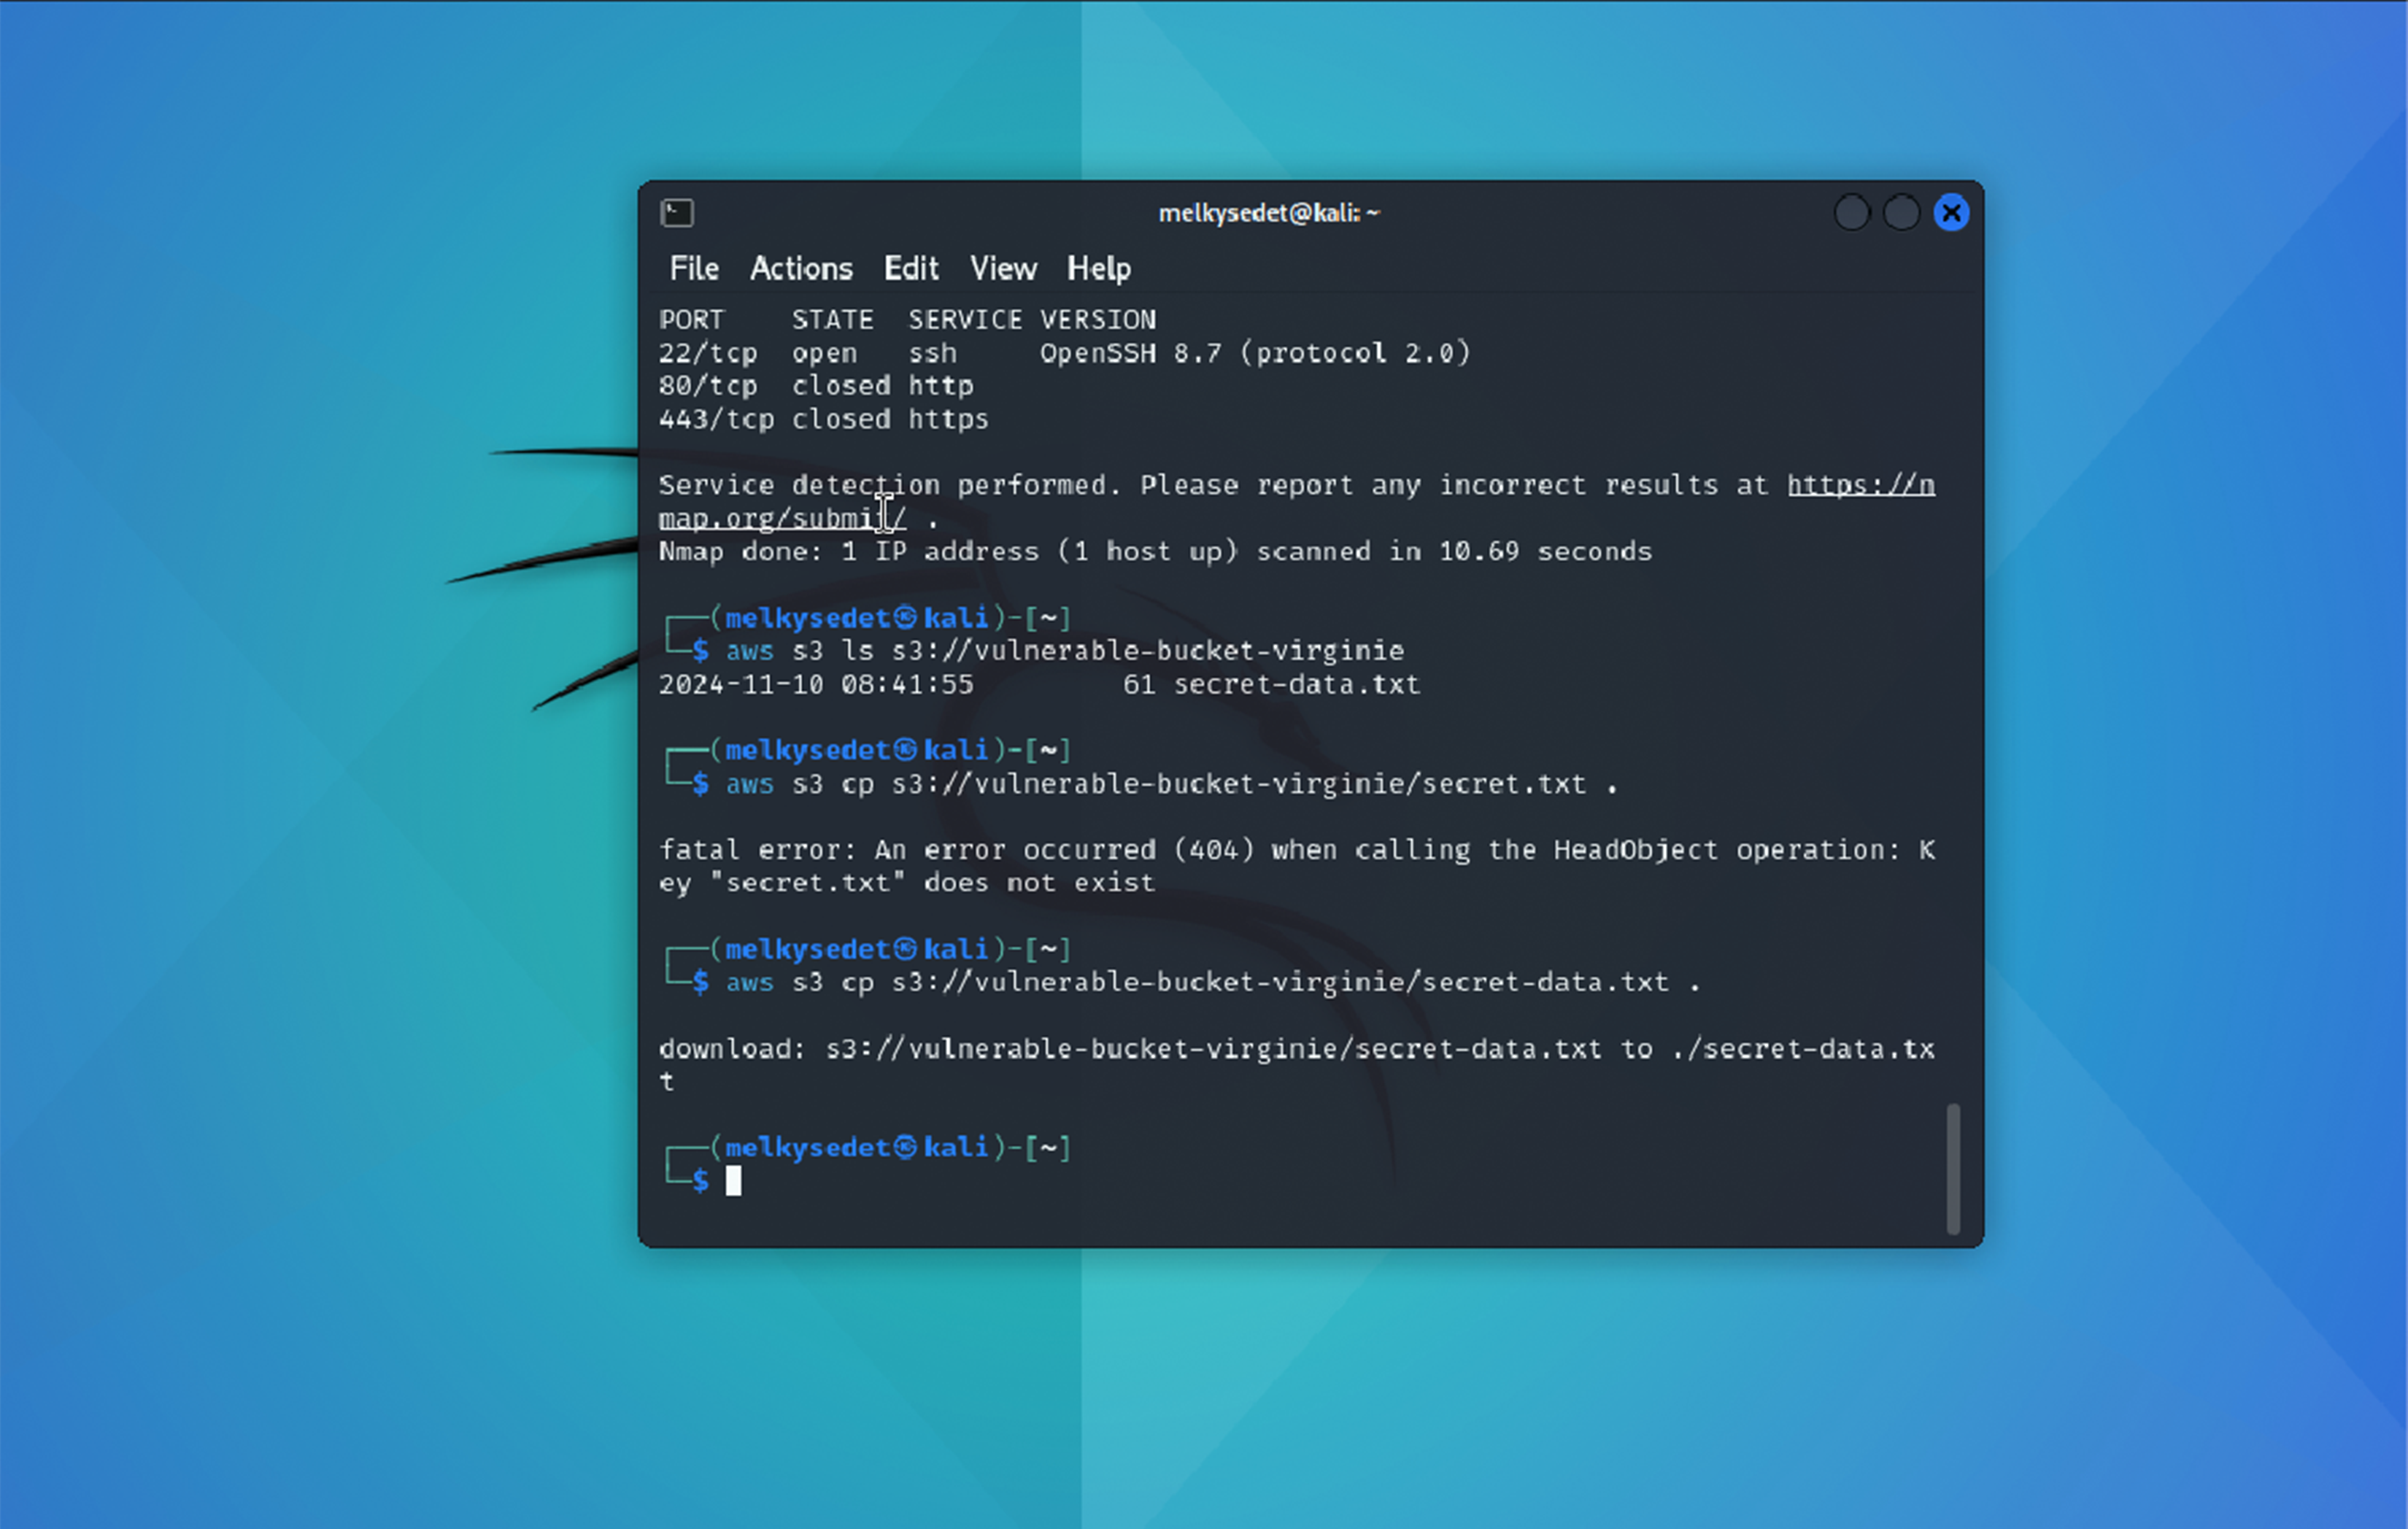 melkysedet@kali: ~
File Actions Edit View Help
PORT    STATE  SERVICE VERSION
22/tcp  open   ssh     OpenSSH 8.7 (protocol 2.0)
80/tcp  closed http
443/tcp closed https
Service detection performed. Please report any incorrect results at https://n
map.org/submit/ .
Nmap done: 1 IP address (1 host up) scanned in 10.69 seconds
┌──(melkysedet㉿kali)-[~]
└─$ aws s3 ls s3://vulnerable-bucket-virginie
2024-11-10 08:41:55         61 secret-data.txt
┌──(melkysedet㉿kali)-[~]
└─$ aws s3 cp s3://vulnerable-bucket-virginie/secret.txt .
fatal error: An error occurred (404) when calling the HeadObject operation: K
ey "secret.txt" does not exist
┌──(melkysedet㉿kali)-[~]
└─$ aws s3 cp s3://vulnerable-bucket-virginie/secret-data.txt .
download: s3://vulnerable-bucket-virginie/secret-data.txt to ./secret-data.tx
t
┌──(melkysedet㉿kali)-[~]
└─$